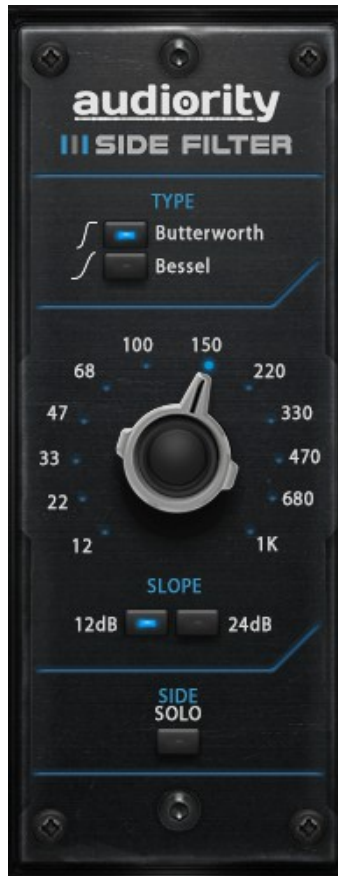 audiority
SIDE FILTER
TYPE
Butterworth
Bessel
100 150
68 220
47 330
33 470
22 680
12 1K
SLOPE
12dB 24dB
SIDE
SOLO